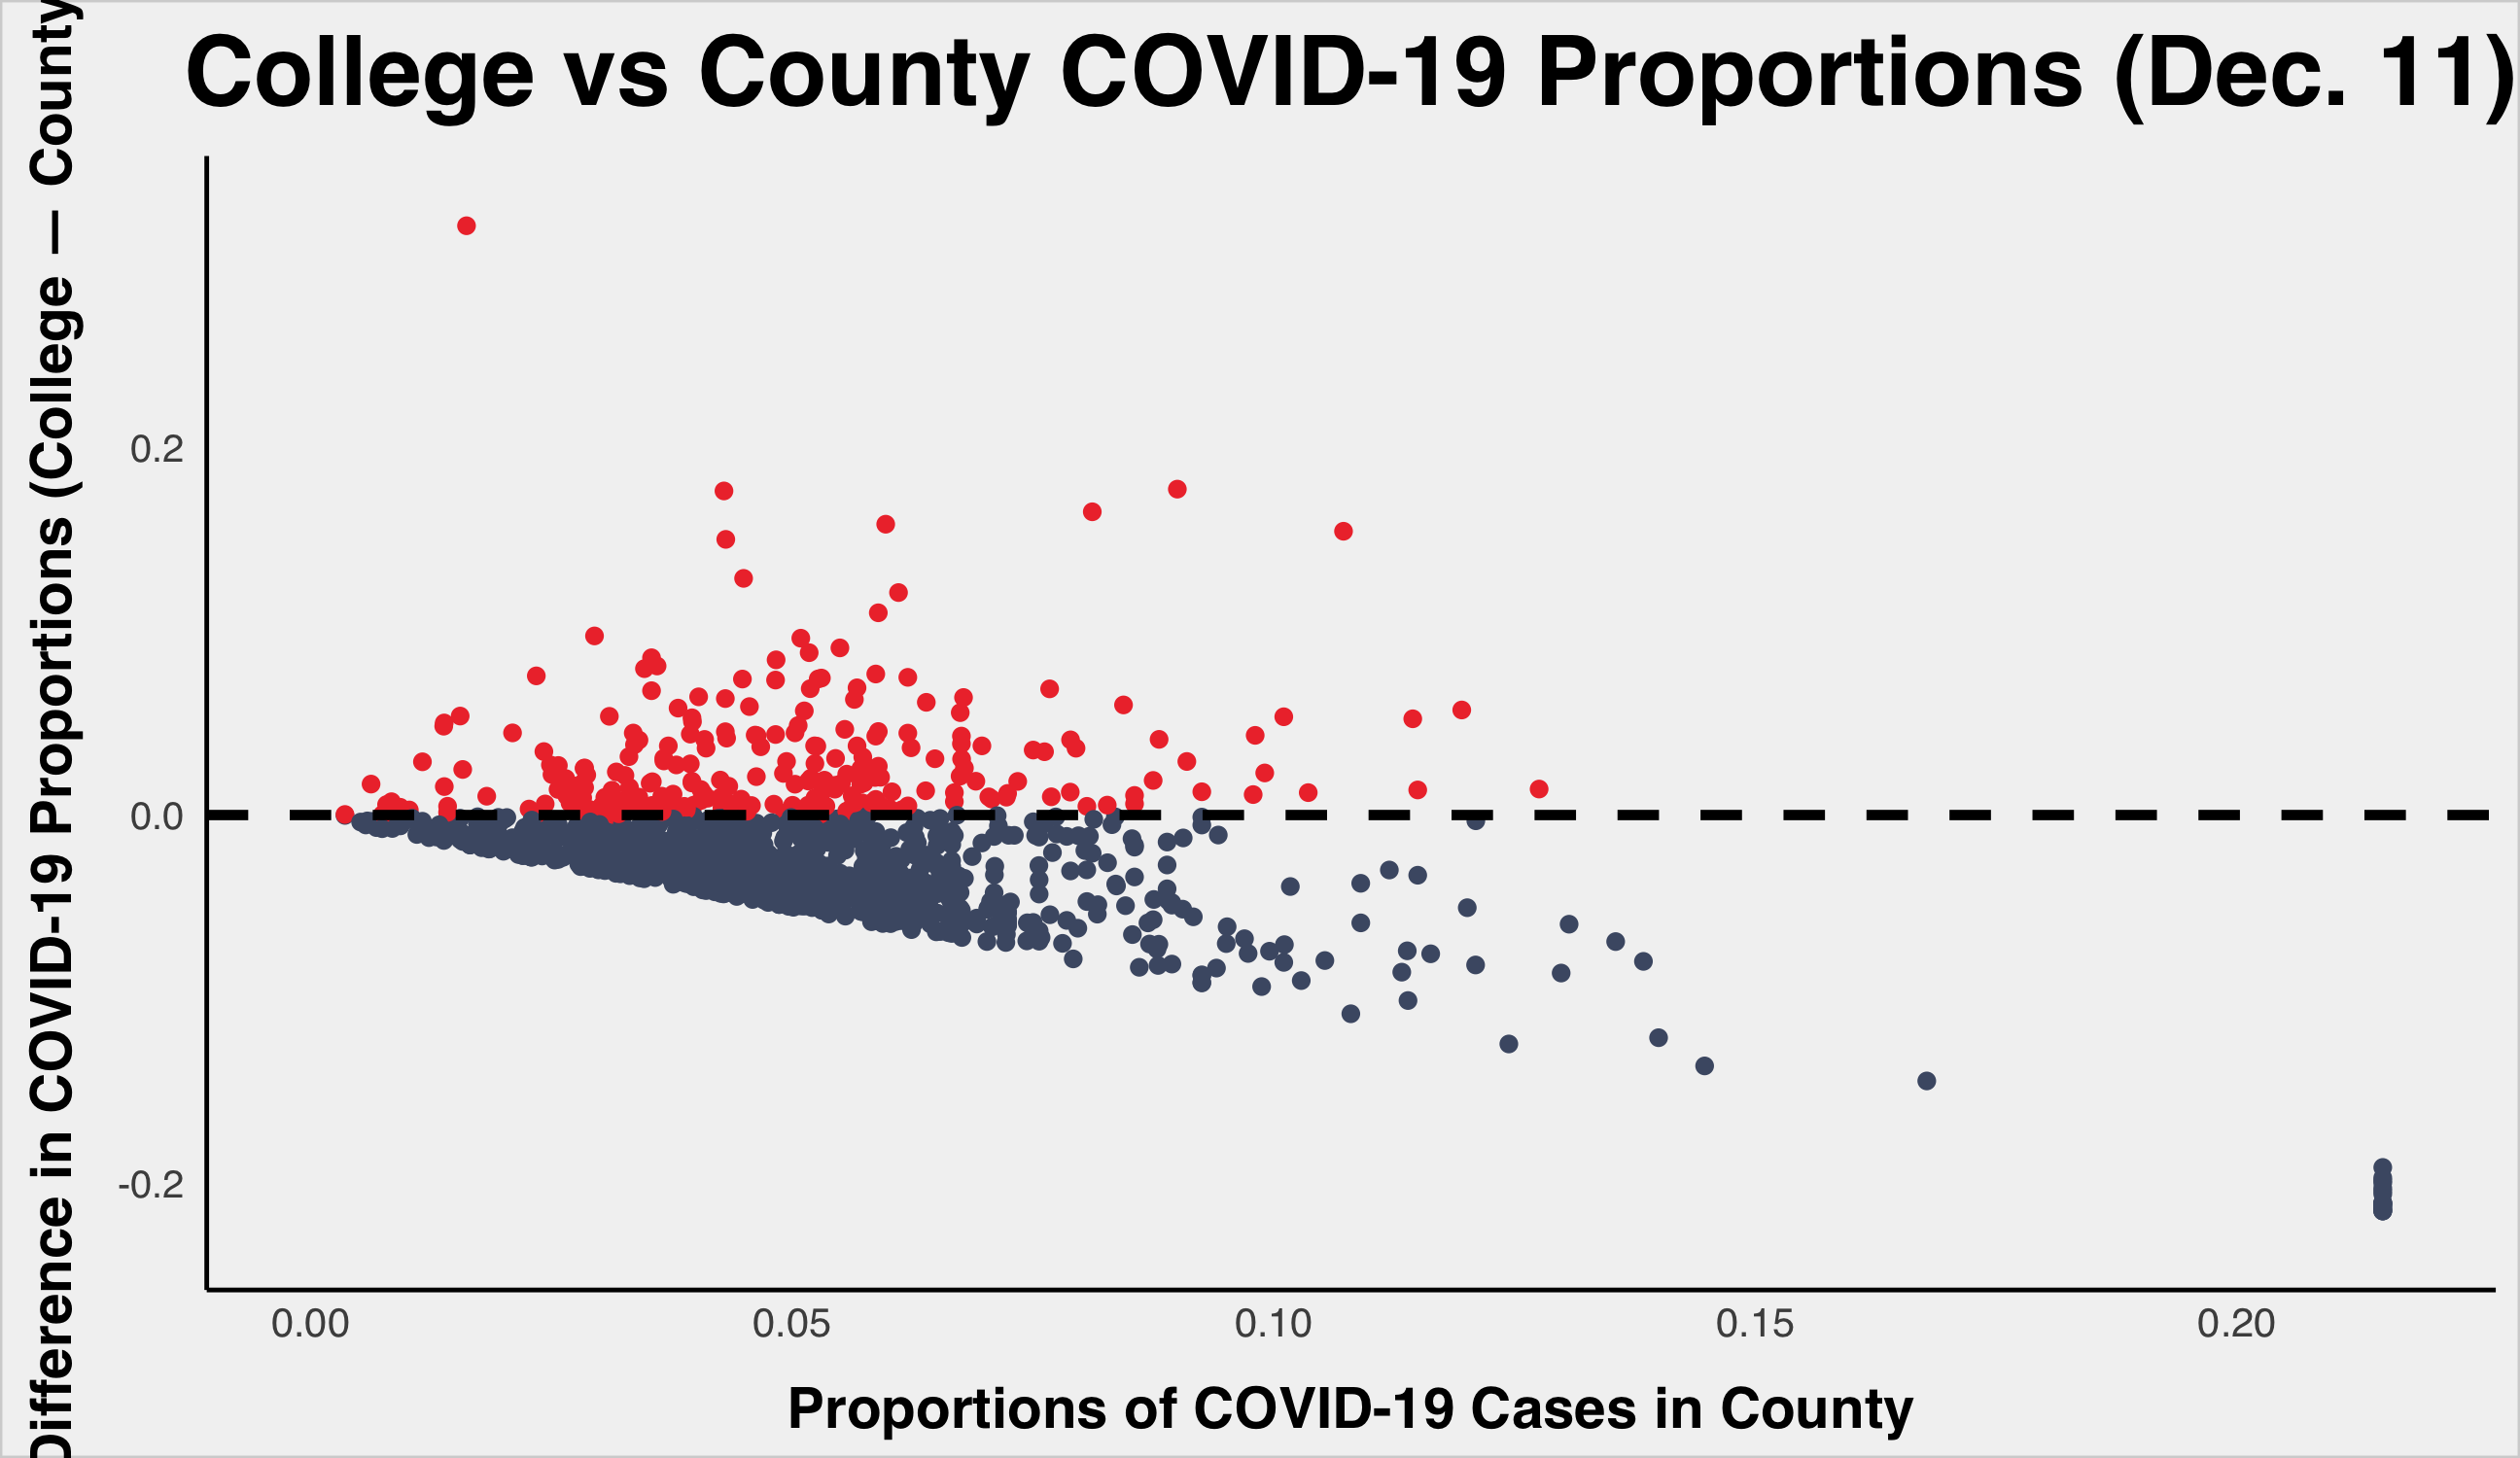 College vs County COVID-19 Proportions (Dec. 11)
Difference in COVID-19 Proportions (College — County
0.2
0.0
-0.2
0.00 0.05 0.10 0.15 0.20
Proportions of COVID-19 Cases in County